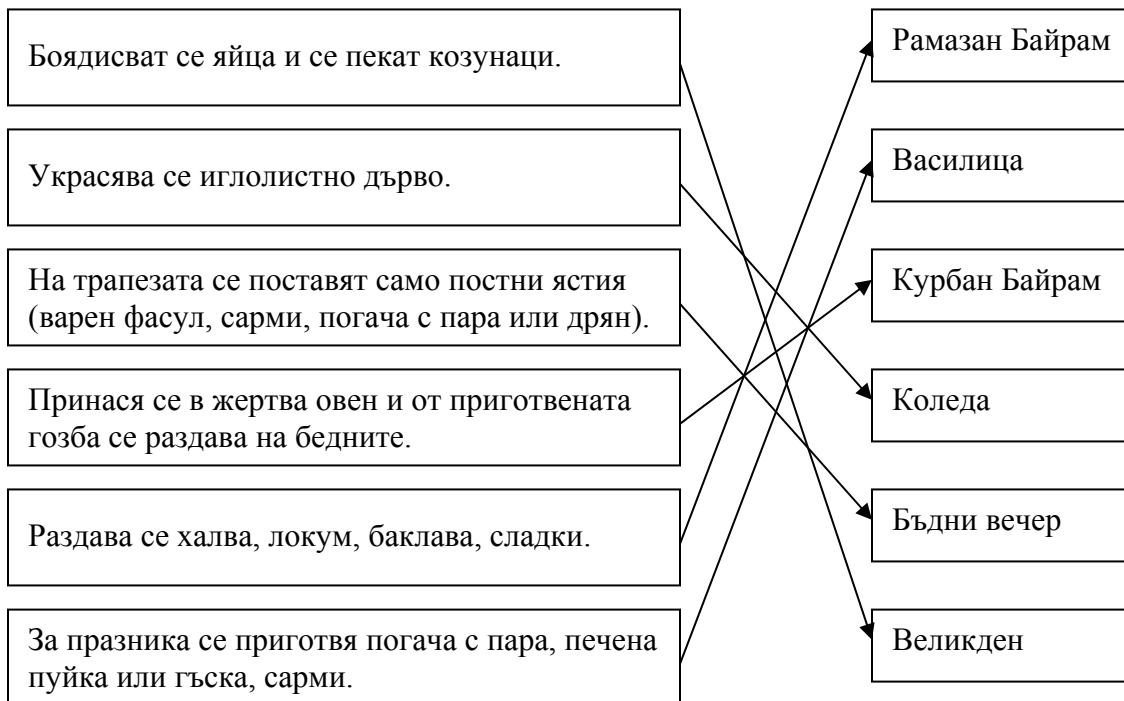 Боядисват се яйца и се пекат козунаци.
Украсява се иглолистно дърво.
На трапезата се поставят само постни ястия
(варен фасул, сарми, погача с пара или дрян).
Принася се в жертва овен и от приготвената
гозба се раздава на бедните.
Раздава се халва, локум, баклава, сладки.
За празника се приготвя погача с пара, печена
пуйка или гъска, сарми.
Рамазан Байрам
Василица
Курбан Байрам
Коледа
Бъдни вечер
Великден